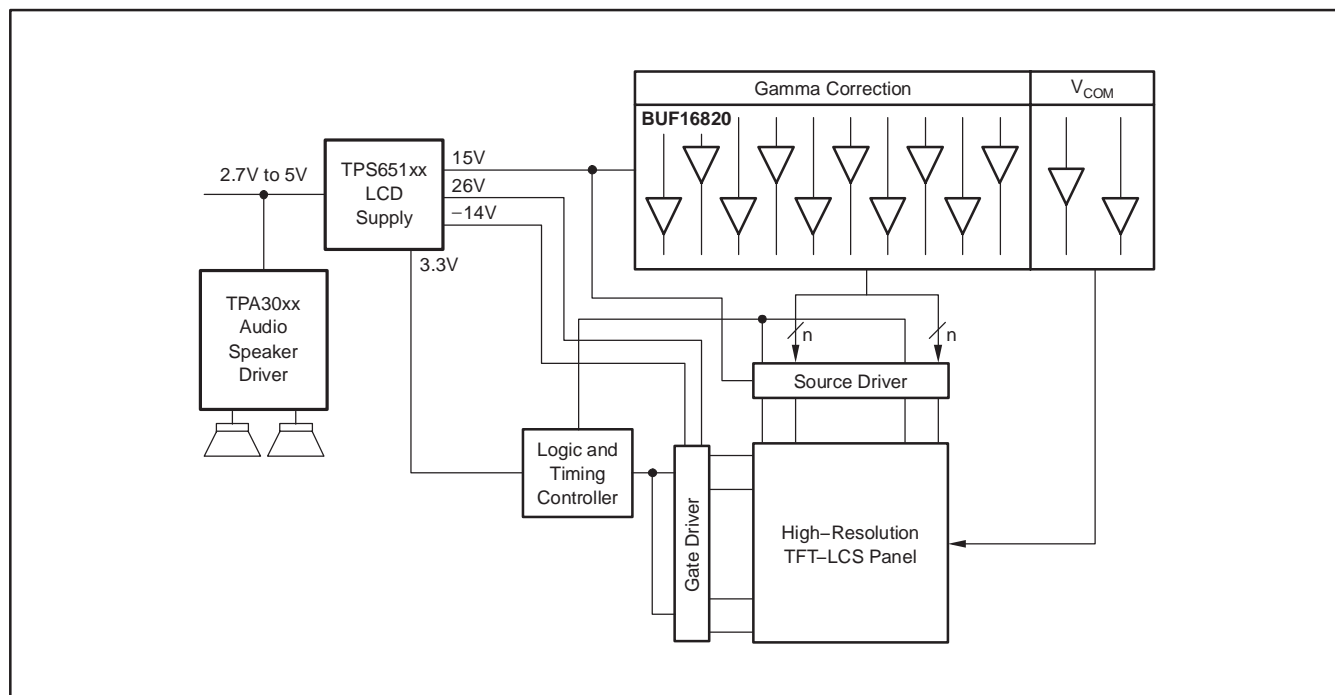 Gamma Correction
VCOM
BUF16820
2.7V to 5V
TPS651xx
LCD
Supply
15V
26V
−14V
3.3V
TPA30xx
Audio
Speaker
Driver
n
n
Source Driver
Logic and
Timing
Controller
Gate Driver
High−Resolution
TFT−LCS Panel